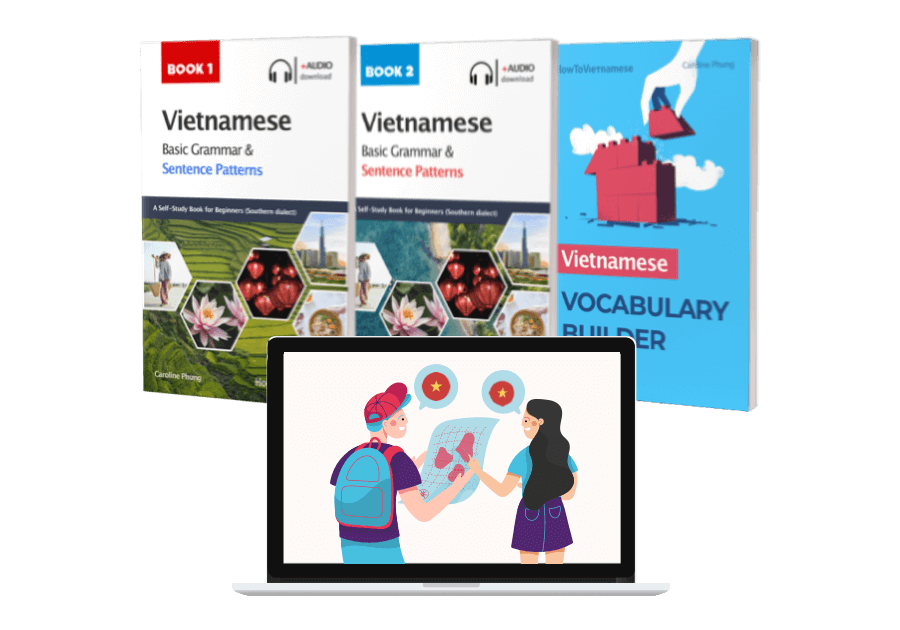 BOOK 1
+AUDIO
download
Vietnamese
Basic Grammar &
Sentence Patterns
A Self-Study Book for Beginners (Southern dialect)
Caroline Phung
BOOK 2
+AUDIO
download
Vietnamese
Basic Grammar &
Sentence Patterns
Self-Study Book for Beginners (Southern dialect)
HowToVietnamese
Caroline Phung
Vietnamese
VOCABULARY
BUILDER